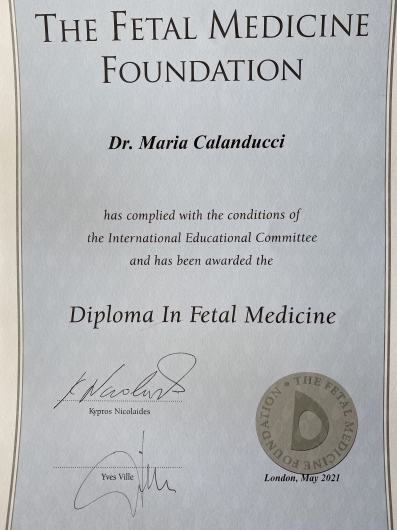 THE FETAL MEDICINE
FOUNDATION
Dr. Maria Calanducci
has complied with the conditions of
the International Educational Committee
and has been awarded the
Diploma In Fetal Medicine
K Nicolaides
Kypros Nicolaides
Yves Ville
THE FETAL MEDICINE FOUNDATION
London, May 2021